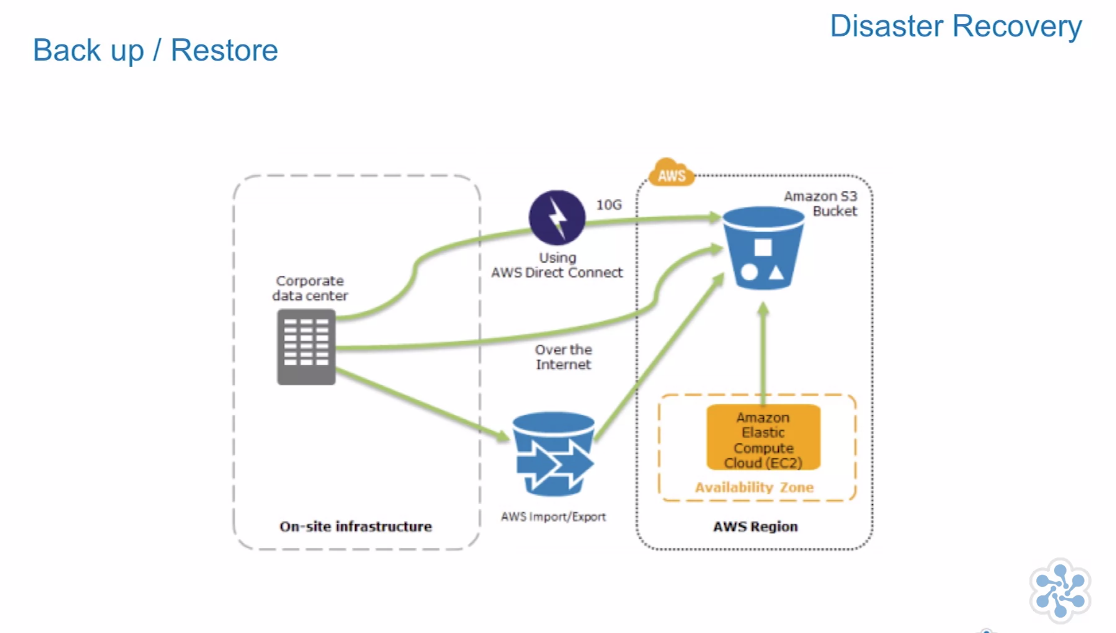 Disaster Recovery
Back up / Restore
AWS
Amazon S3
Bucket
10G
Using
AWS Direct Connect
Corporate
data center
Over the
Internet
Amazon
Elastic
Compute
Cloud (EC2)
Availability Zone
AWS Import/Export
On-site infrastructure
AWS Region